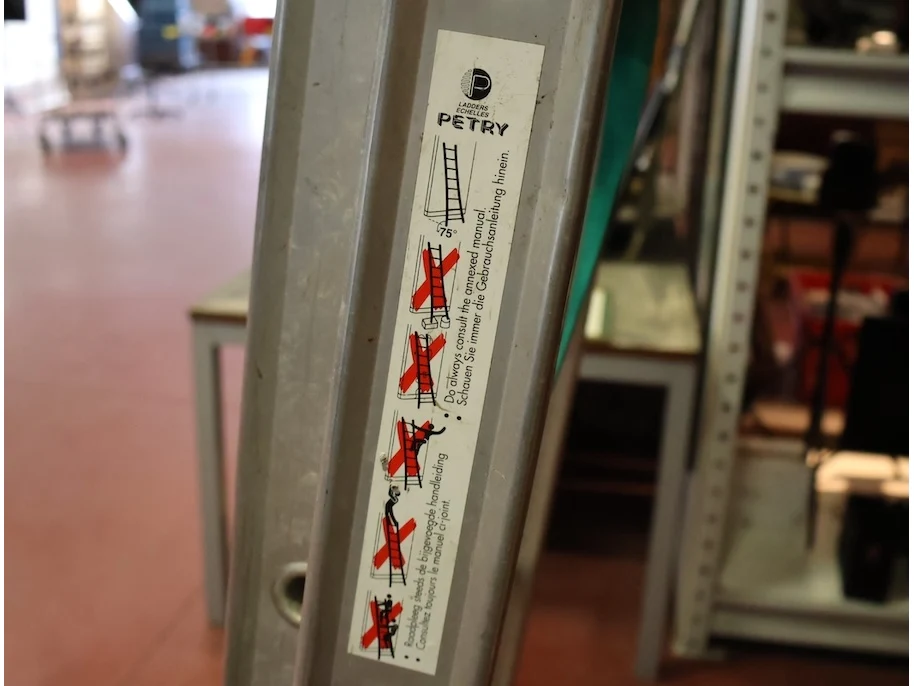 P
LADDERS
ECHELLES
PETRY
75°
• Do always consult the annexed manual.
• Schauen Sie immer die Gebrauchsanleitung hinein.
• Raadpleeg steeds de bijgevoegde handleiding
• Consultez toujours le manuel ci-joint.